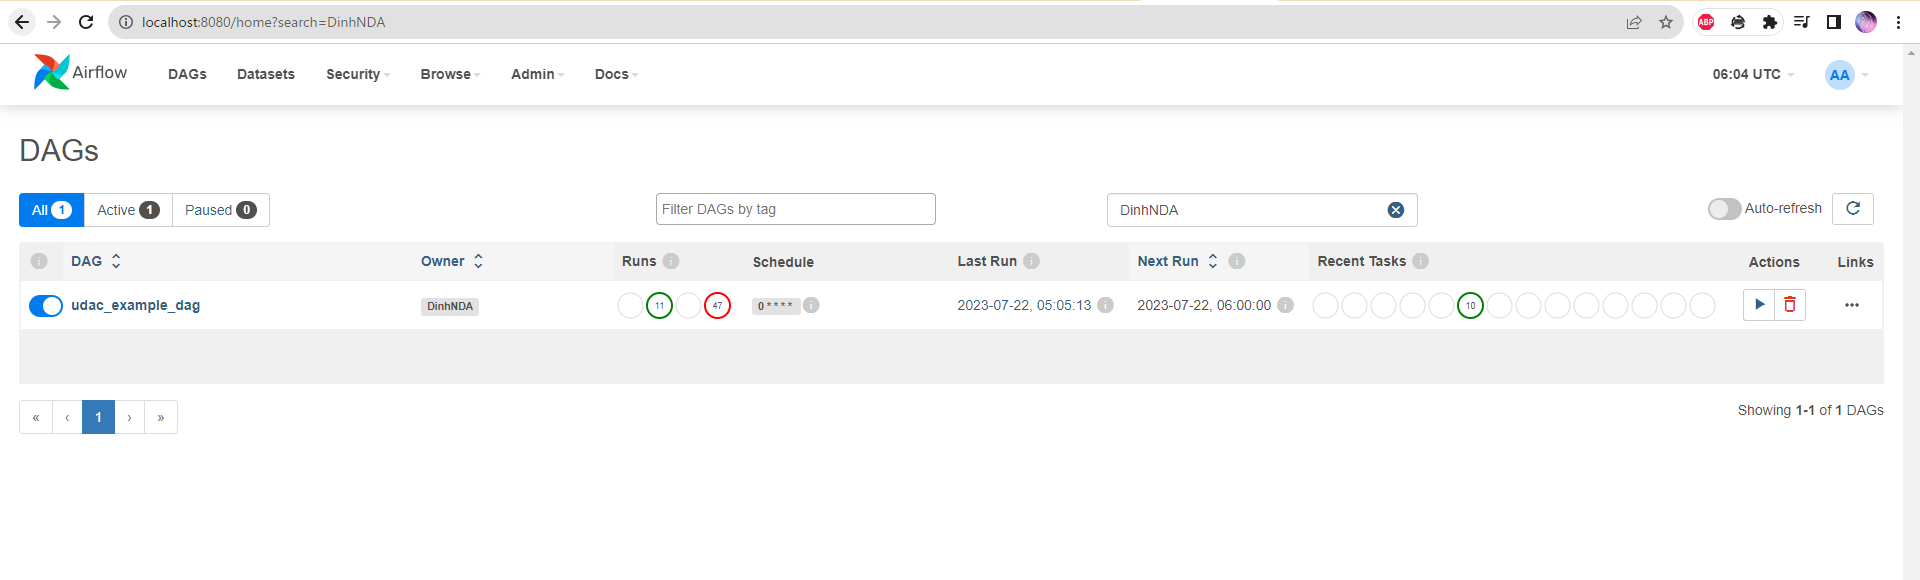 localhost:8080/home?search=DinhNDA
ABP
Airflow DAGs Datasets Security Browse Admin Docs 06:04 UTC AA
DAGs
All 1 Active 1 Paused 0 Filter DAGs by tag DinhNDA Auto-refresh
i DAG Owner Runs i Schedule Last Run i Next Run i Recent Tasks i Actions Links
udac_example_dag DinhNDA 11 47 0 * * * * i 2023-07-22, 05:05:13 i 2023-07-22, 06:00:00 i 10 ...
« ‹ 1 › » Showing 1-1 of 1 DAGs